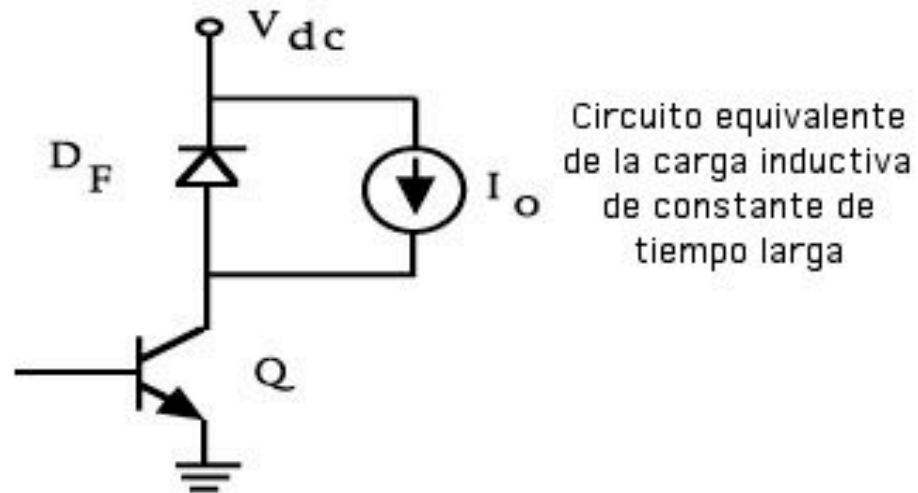 V dc
D F
I o
Circuito equivalente
de la carga inductiva
de constante de
tiempo larga
Q